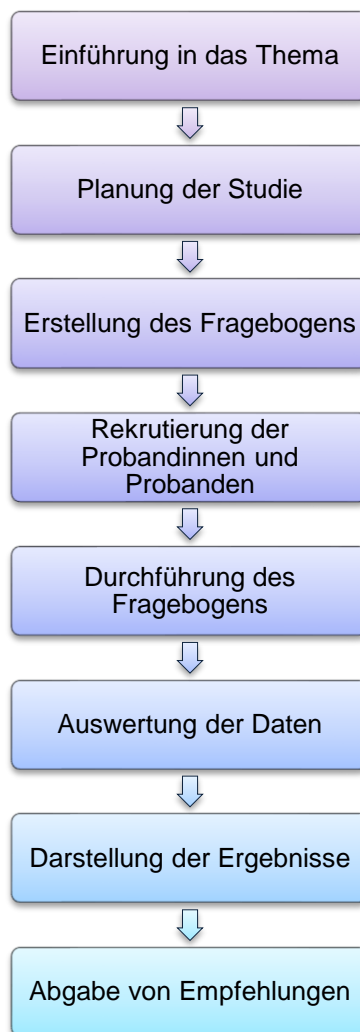 Einführung in das Thema
Planung der Studie
Erstellung des Fragebogens
Rekrutierung der
Probandinnen und
Probanden
Durchführung des
Fragebogens
Auswertung der Daten
Darstellung der Ergebnisse
Abgabe von Empfehlungen